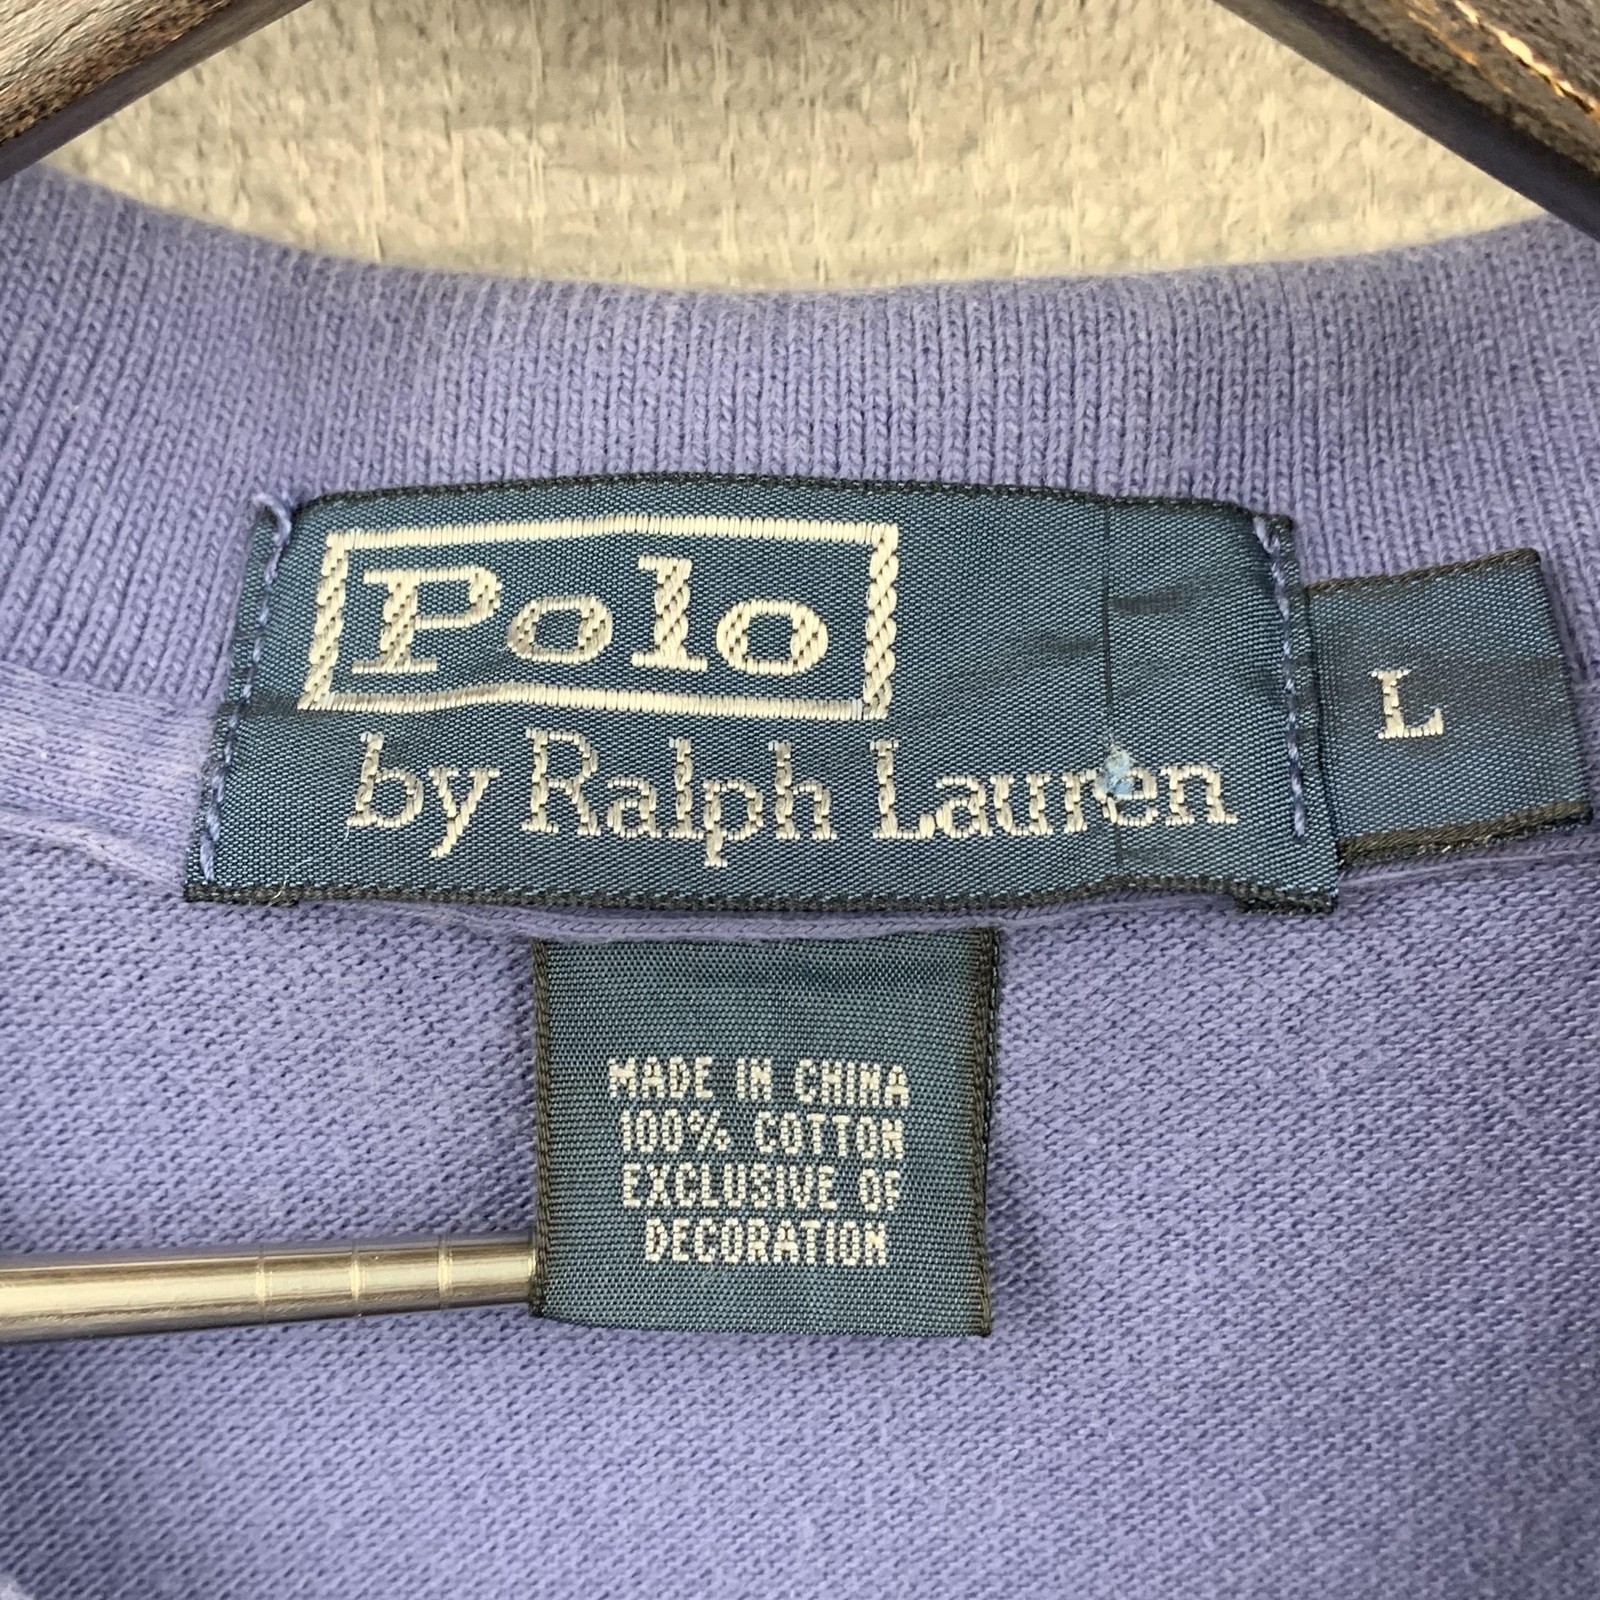 Polo
by Ralph Lauren
L
MADE IN CHINA
100% COTTON
EXCLUSIVE OF
DECORATION